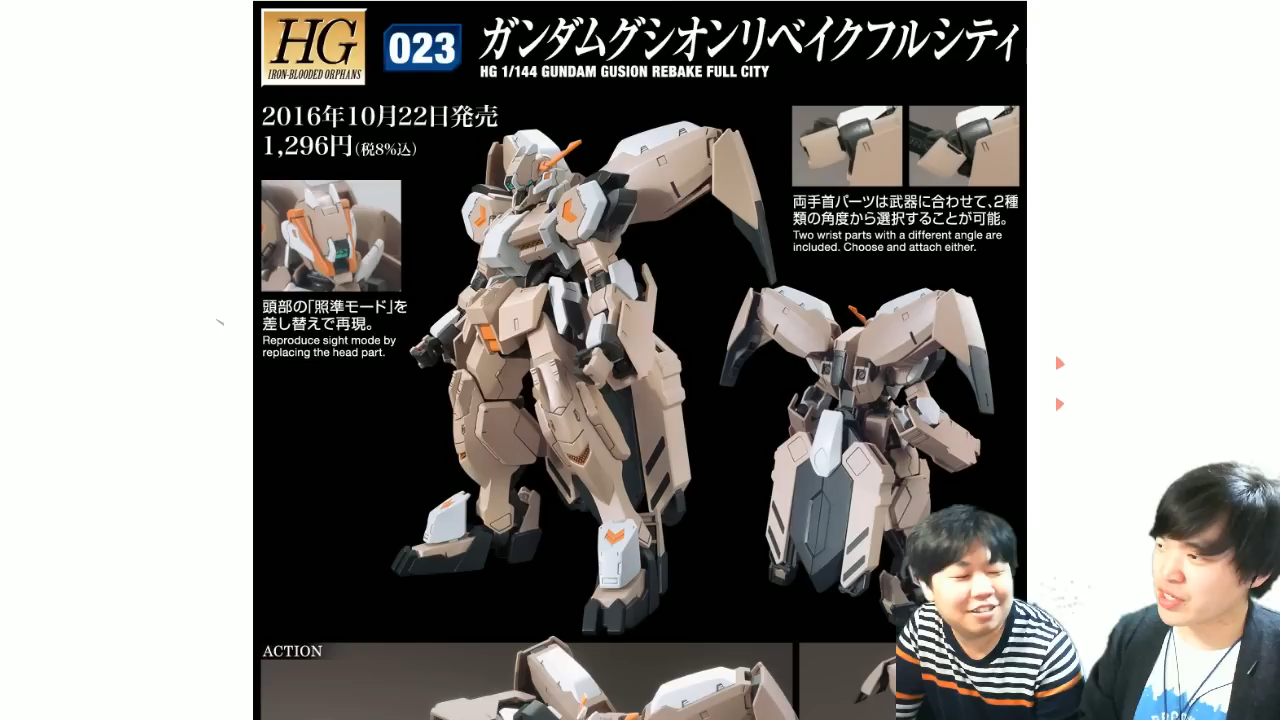 HG
IRON-BLOODED ORPHANS
023
ガンダムグシオンリベイクフルシティ
HG 1/144 GUNDAM GUSION REBAKE FULL CITY
2016年10月22日発売
1,296円(税8%込)
両手首パーツは武器に合わせて、2種
類の角度から選択することが可能。
Two wrist parts with a different angle are
included. Choose and attach either.
頭部の「照準モード」を
差し替えで再現。
Reproduce sight mode by
replacing the head part.
ACTION